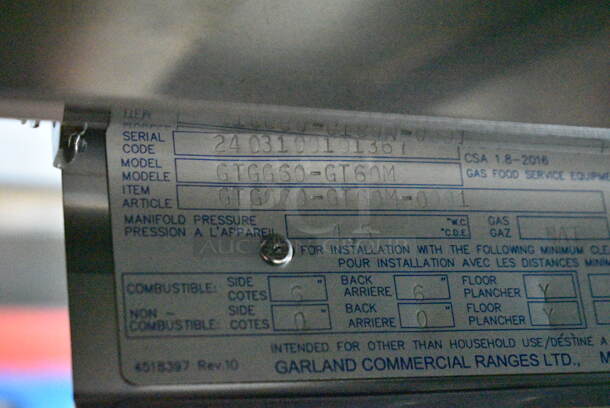 SERIAL CODE 2403100101367
CSA 1.8-2016
MODEL MODELE GTGG60-GT60M
GAS FOOD SERVICE EQUIPME
ITEM ARTICLE
MANIFOLD PRESSURE "W.C. GAS NAT
PRESSION A L'APPAREIL "C.D.E. GAZ
FOR INSTALLATION WITH THE FOLLOWING MINIMUM CLE
POUR INSTALLATION AVEC LES DISTANCES MINIM
COMBUSTIBLE: SIDE COTES 6 " BACK ARRIERE 6 " FLOOR PLANCHER Y
NON - COMBUSTIBLE: SIDE COTES 0 " BACK ARRIERE 0 " FLOOR PLANCHER Y
INTENDED FOR OTHER THAN HOUSEHOLD USE/DESTINE A
4518397 Rev.10 GARLAND COMMERCIAL RANGES LTD., M